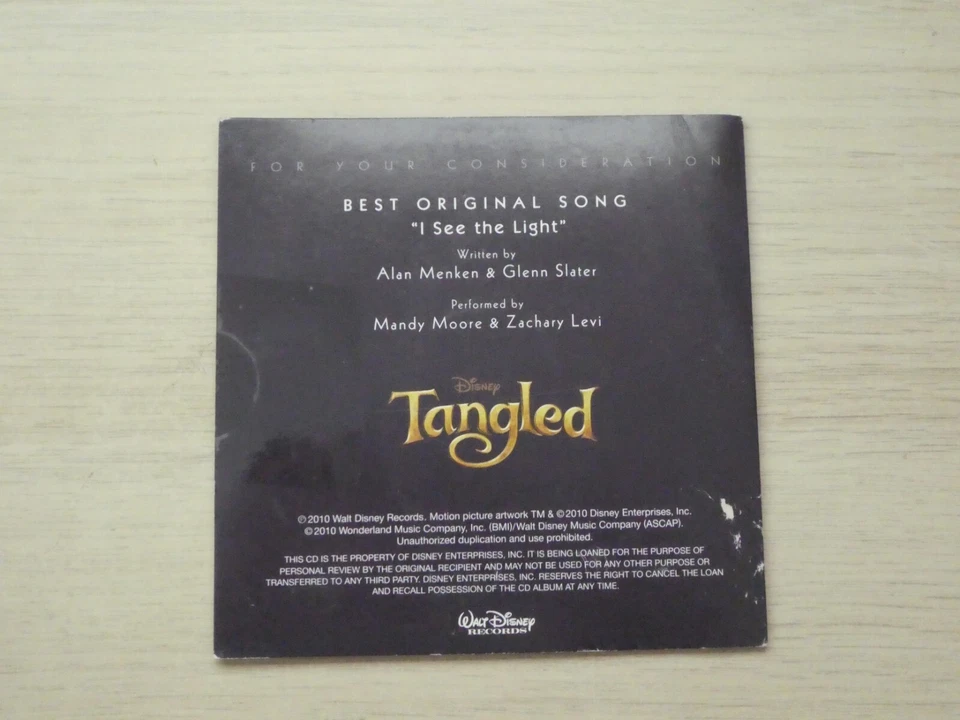 FOR YOUR CONSIDERATION
BEST ORIGINAL SONG
"I See the Light"
Written by
Alan Menken & Glenn Slater
Performed by
Mandy Moore & Zachary Levi
Disney
Tangled
℗2010 Walt Disney Records. Motion picture artwork TM & ©2010 Disney Enterprises, Inc.
©2010 Wonderland Music Company, Inc. (BMI)/Walt Disney Music Company (ASCAP).
Unauthorized duplication and use prohibited.
THIS CD IS THE PROPERTY OF DISNEY ENTERPRISES, INC. IT IS BEING LOANED FOR THE PURPOSE OF
PERSONAL REVIEW BY THE ORIGINAL RECIPIENT AND MAY NOT BE USED FOR ANY OTHER PURPOSE OR
TRANSFERRED TO ANY THIRD PARTY. DISNEY ENTERPRISES, INC. RESERVES THE RIGHT TO CANCEL THE LOAN
AND RECALL POSSESSION OF THE CD ALBUM AT ANY TIME.
WALT DISNEY
RECORDS